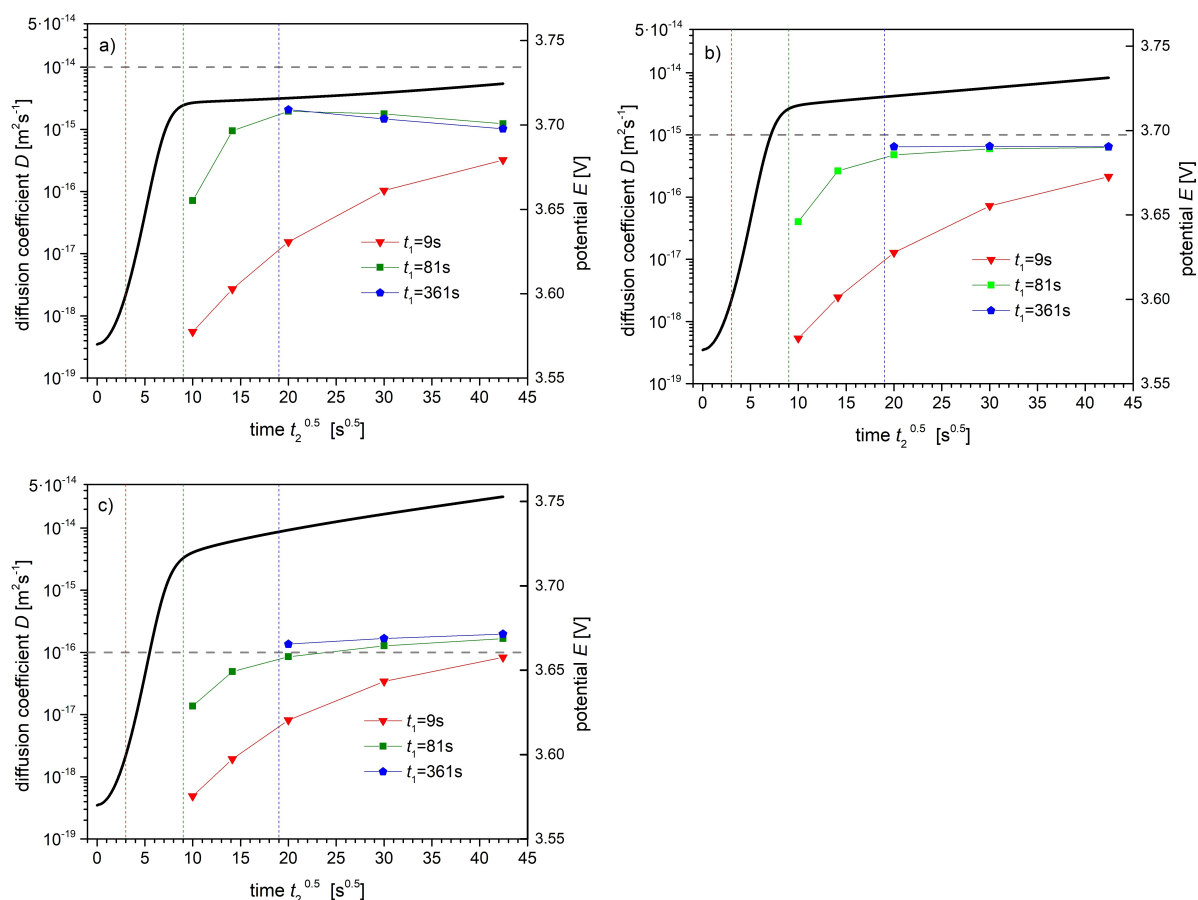 a)
5·10⁻¹⁴
10⁻¹⁴
10⁻¹⁵
10⁻¹⁶
10⁻¹⁷
10⁻¹⁸
10⁻¹⁹
diffusion coefficient D [m²s⁻¹]
3.75
3.70
3.65
3.60
3.55
potential E [V]
t₁=9s
t₁=81s
t₁=361s
0 5 10 15 20 25 30 35 40 45
time t₂⁰·⁵ [s⁰·⁵]
b)
5·10⁻¹⁴
10⁻¹⁴
10⁻¹⁵
10⁻¹⁶
10⁻¹⁷
10⁻¹⁸
10⁻¹⁹
diffusion coefficient D [m²s⁻¹]
3.75
3.70
3.65
3.60
3.55
potential E [V]
t₁=9s
t₁=81s
t₁=361s
0 5 10 15 20 25 30 35 40 45
time t₂⁰·⁵ [s⁰·⁵]
c)
5·10⁻¹⁴
10⁻¹⁴
10⁻¹⁵
10⁻¹⁶
10⁻¹⁷
10⁻¹⁸
10⁻¹⁹
diffusion coefficient D [m²s⁻¹]
3.75
3.70
3.65
3.60
3.55
potential E [V]
t₁=9s
t₁=81s
t₁=361s
0 5 10 15 20 25 30 35 40 45
time t₂⁰·⁵ [s⁰·⁵]